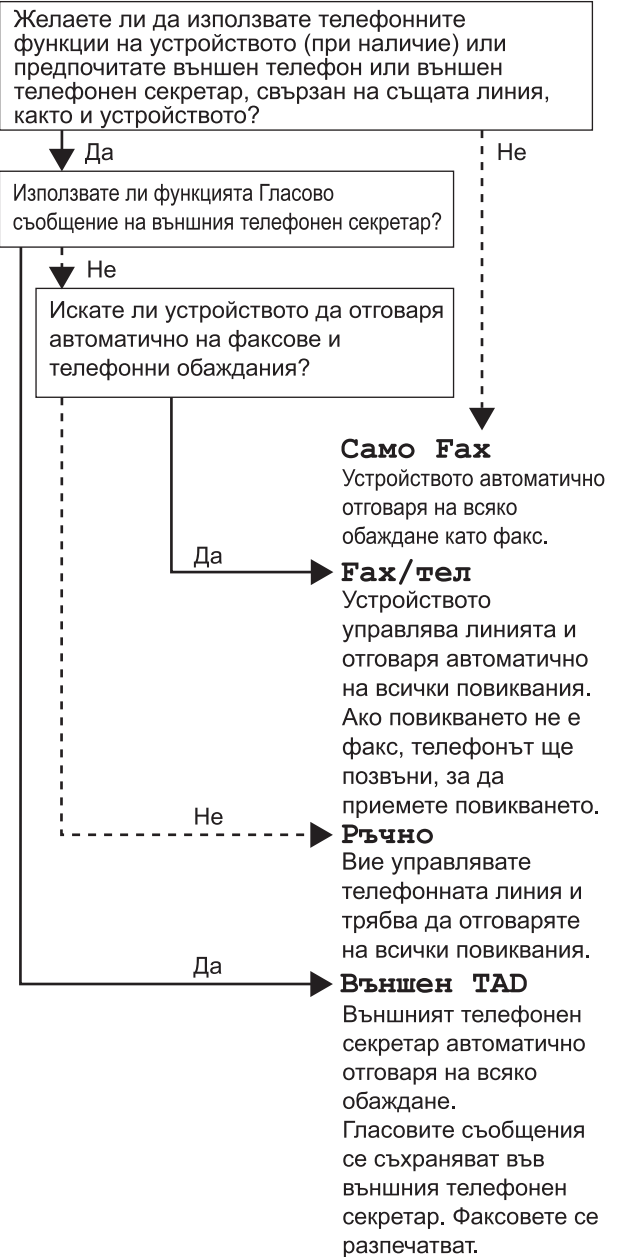 Желаете ли да използвате телефонните
функции на устройството (при наличие) или
предпочитате външен телефон или външен
телефонен секретар, свързан на същата линия,
както и устройството?
Да
Не
Използвате ли функцията Гласово
съобщение на външния телефонен секретар?
Не
Искате ли устройството да отговаря
автоматично на факсове и
телефонни обаждания?
Само Fax
Устройството автоматично
отговаря на всяко
обаждане като факс.
Да
Fax/тел
Устройството
управлява линията и
отговаря автоматично
на всички повиквания.
Ако повикването не е
факс, телефонът ще
позвъни, за да
приемете повикването.
Не
Ръчно
Вие управлявате
телефонната линия и
трябва да отговаряте
на всички повиквания.
Да
Външен TAD
Външният телефонен
секретар автоматично
отговаря на всяко
обаждане.
Гласовите съобщения
се съхраняват във
външния телефонен
секретар. Факсовете се
разпечатват.